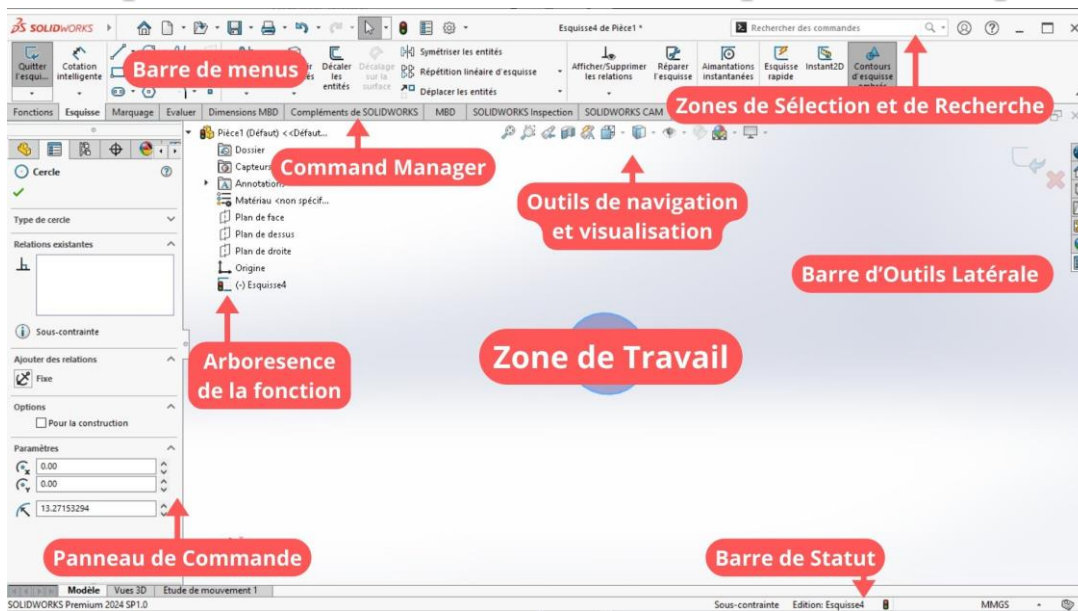 SOLIDWORKS
Esquisse4 de Pièce1 *
Rechercher des commandes
Quitter l'esqui...
Cotation intelligente
Barre de menus
Décaler les entités
Décalage sur la surface
Symétriser les entités
Répétition linéaire d'esquisse
Déplacer les entités
Afficher/Supprimer les relations
Réparer l'esquisse
Aimantations instantanées
Esquisse rapide
Instant2D
Contours d'esquisse
Zones de Sélection et de Recherche
Fonctions Esquisse Marquage Evaluer Dimensions MBD Compléments de SOLIDWORKS MBD SOLIDWORKS Inspection SOLIDWORKS CAM
Pièce1 (Défaut) <<Défaut...
Dossier
Capteurs
Annotations
Matériau <non spécif...
Plan de face
Plan de dessus
Plan de droite
Origine
(-) Esquisse4
Command Manager
Outils de navigation
et visualisation
Barre d'Outils Latérale
Cercle
Type de cercle
Relations existantes
Sous-contrainte
Ajouter des relations
Fixe
Options
Pour la construction
Paramètres
0.00
0.00
13.27153294
Arboresence
de la fonction
Zone de Travail
Panneau de Commande
Barre de Statut
Modèle Vues 3D Etude de mouvement 1
SOLIDWORKS Premium 2024 SP1.0
Sous-contrainte Edition: Esquisse4 MMGS